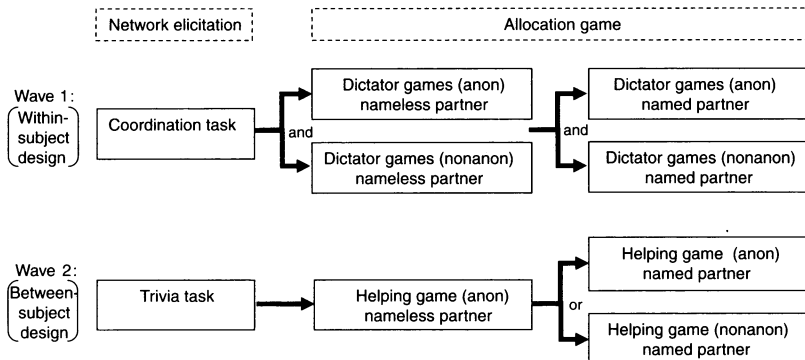 Network elicitation
Allocation game
Wave 1:
Within-
subject
design
Coordination task
and
Dictator games (anon)
nameless partner
Dictator games (nonanon)
nameless partner
and
Dictator games (anon)
named partner
Dictator games (nonanon)
named partner
Wave 2:
Between-
subject
design
Trivia task
Helping game (anon)
nameless partner
or
Helping game (anon)
named partner
Helping game (nonanon)
named partner